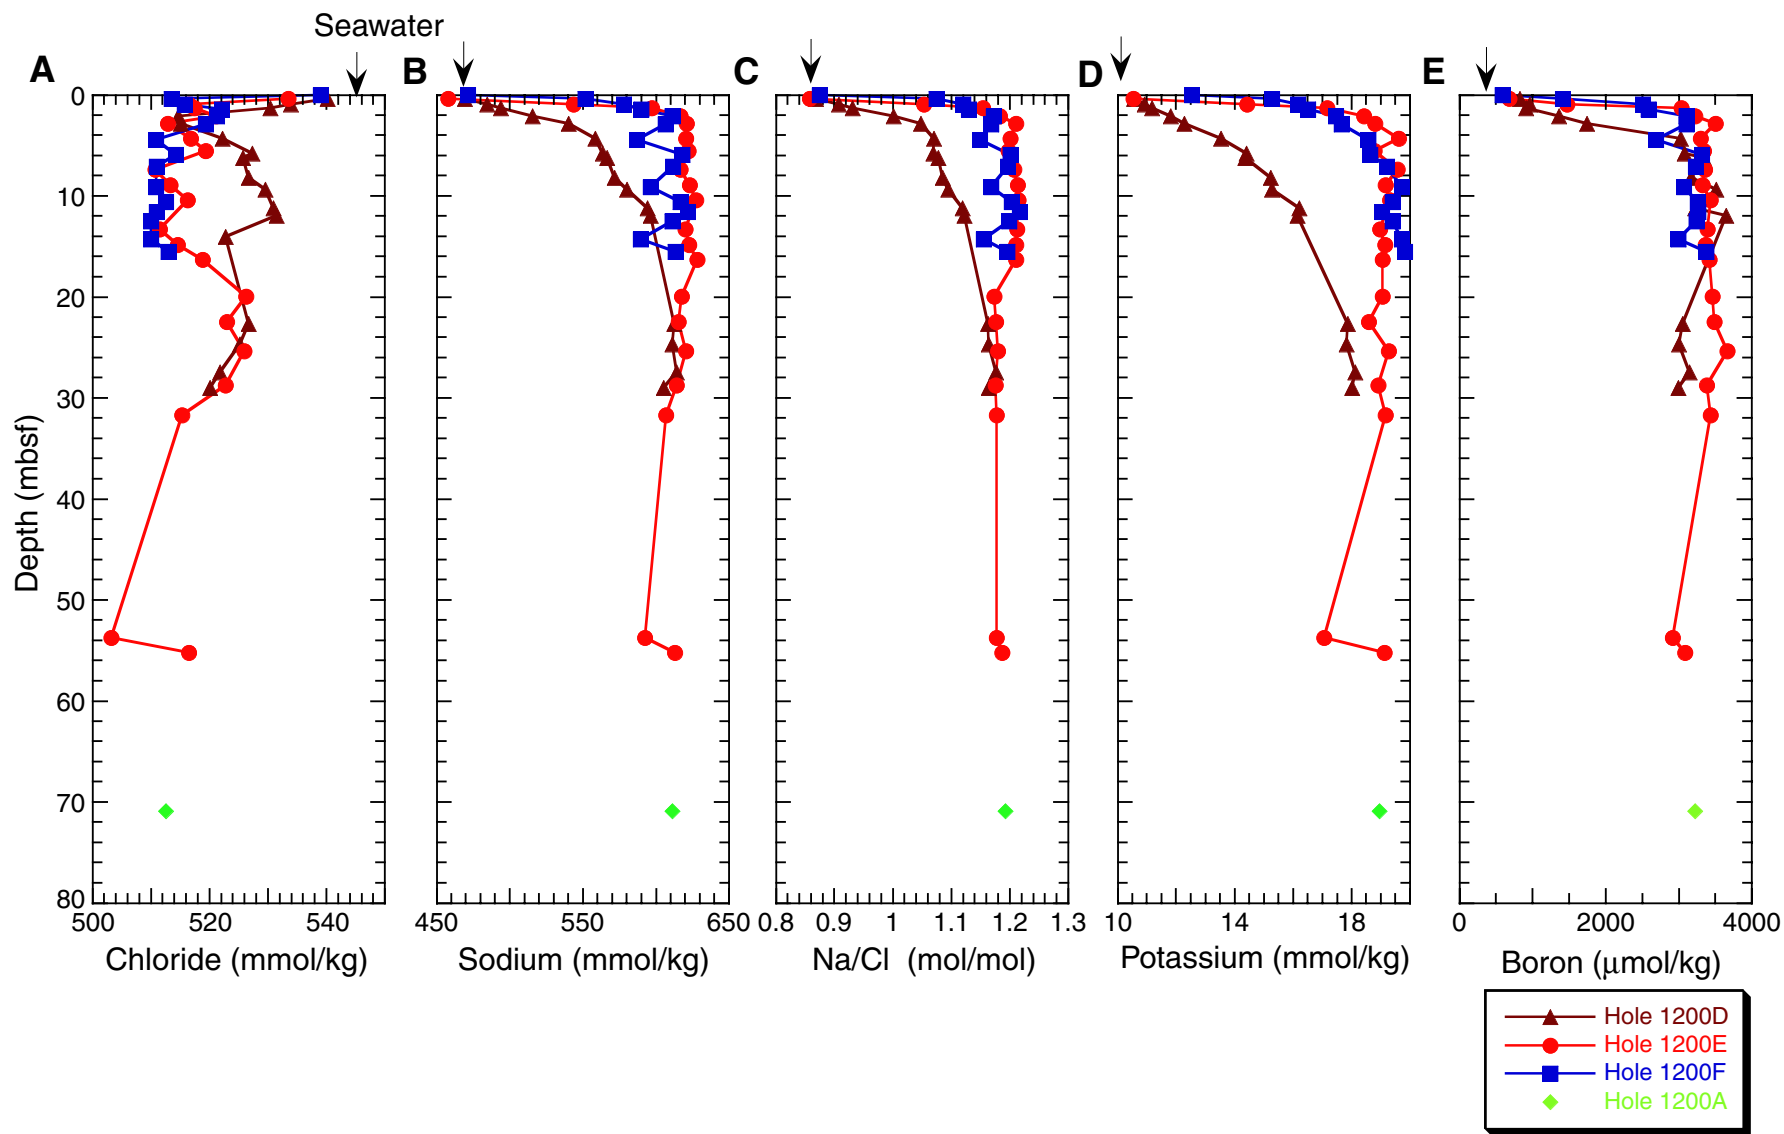 Seawater
A B C D E
0
10
20
30
40
50
60
70
80
Depth (mbsf)
500 520 540 450 550 650 0.8 0.9 1 1.1 1.2 1.3 10 14 18 0 2000 4000
Chloride (mmol/kg) Sodium (mmol/kg) Na/Cl (mol/mol) Potassium (mmol/kg) Boron (μmol/kg)
Hole 1200D
Hole 1200E
Hole 1200F
Hole 1200A